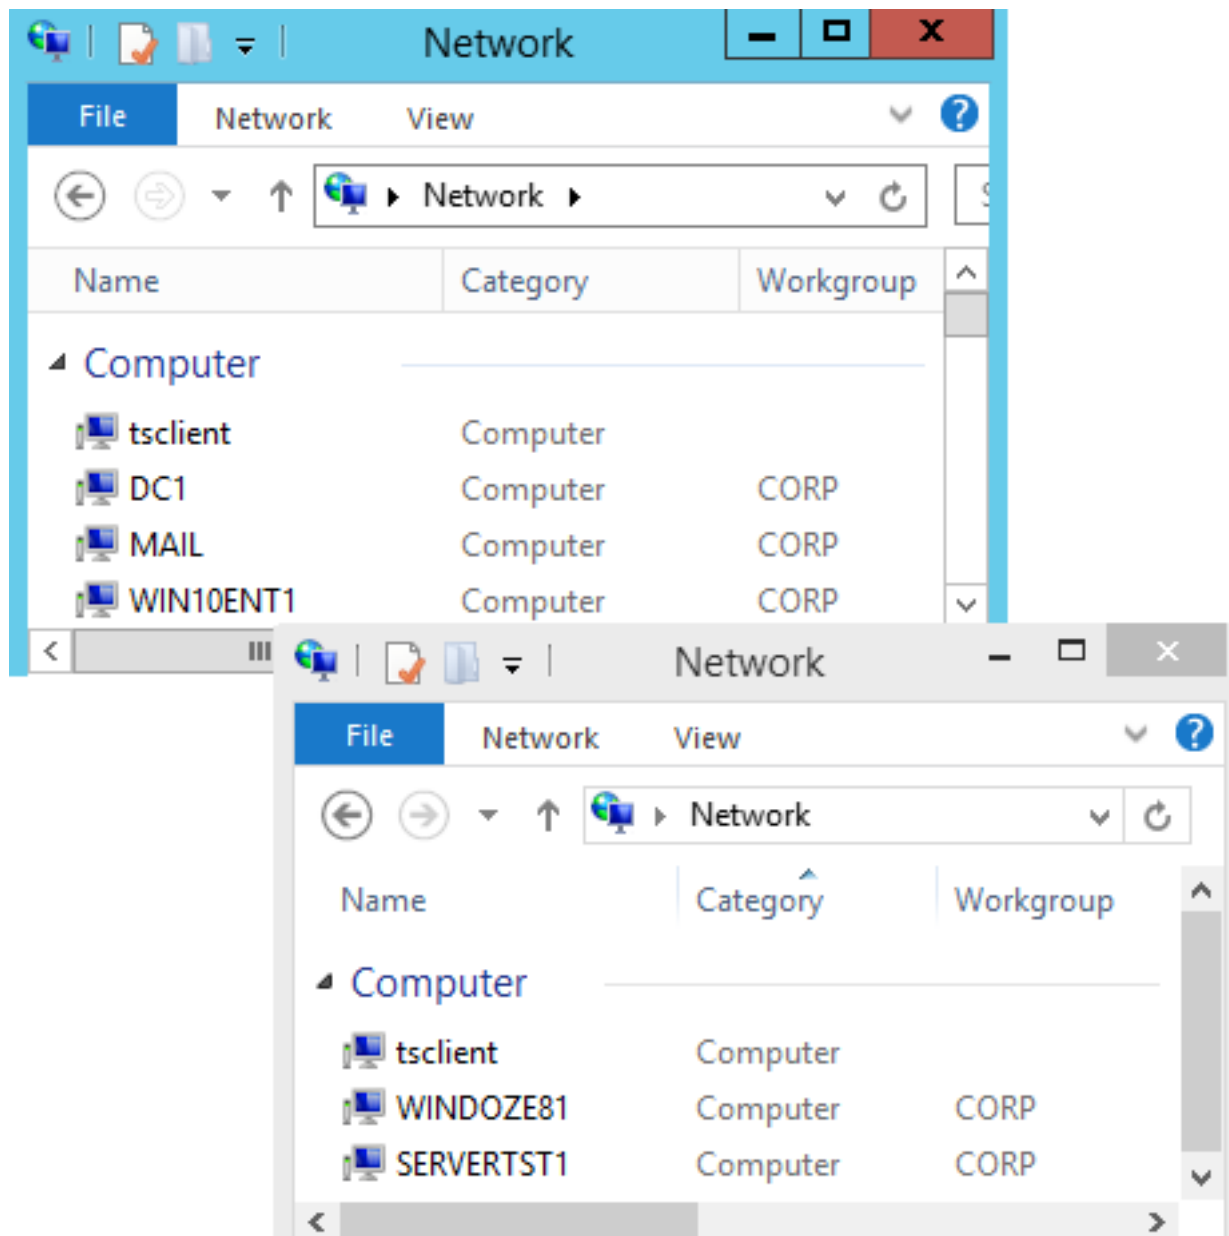 Network
File Network View
Network
Name Category Workgroup
Computer
tsclient Computer
DC1 Computer CORP
MAIL Computer CORP
WIN10ENT1 Computer CORP
Network
File Network View
Network
Name Category Workgroup
Computer
tsclient Computer
WINDOZE81 Computer CORP
SERVERTST1 Computer CORP